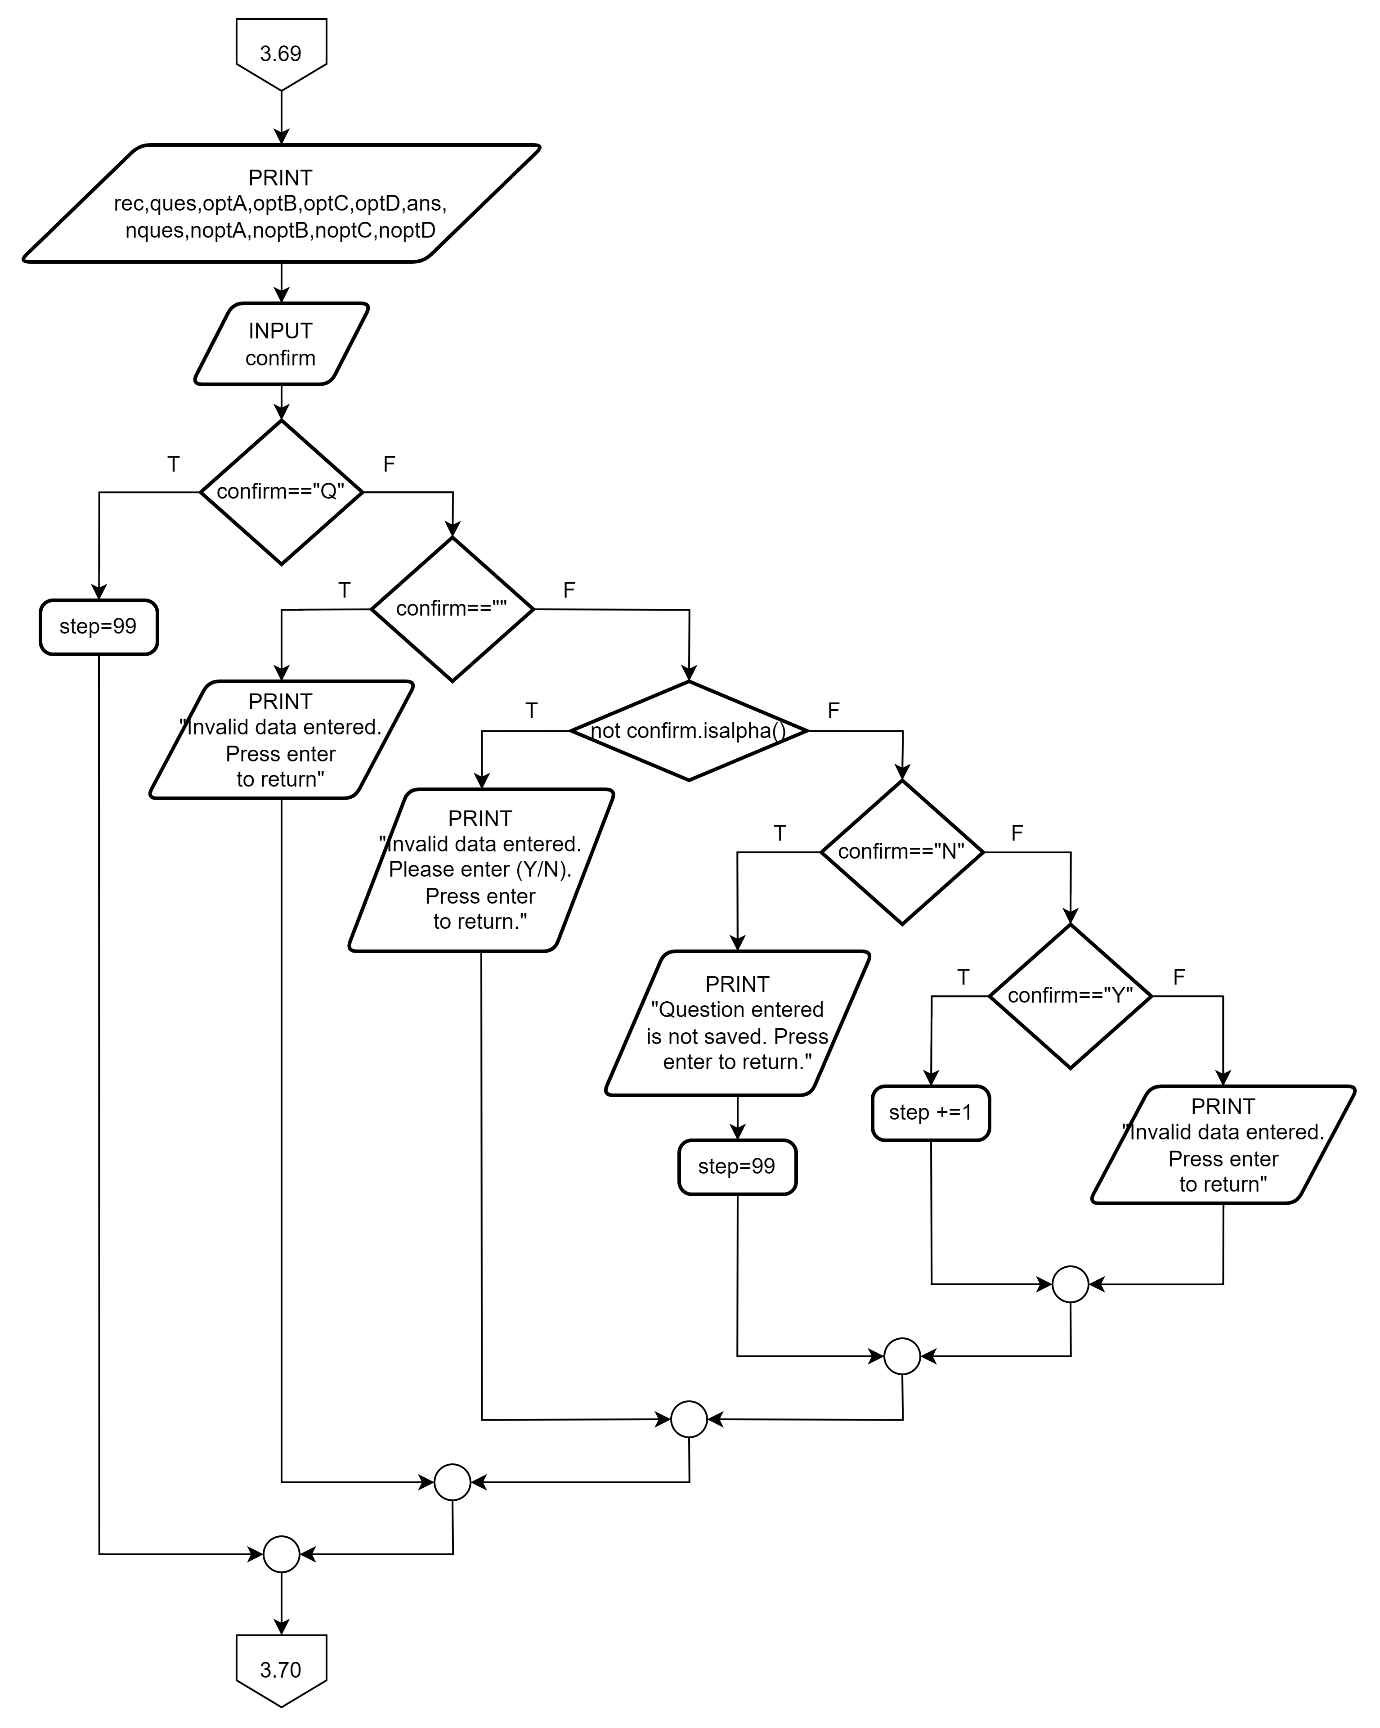 3.69
PRINT
rec,ques,optA,optB,optC,optD,ans,
nques,noptA,noptB,noptC,noptD
INPUT
confirm
T
F
confirm=="Q"
T
F
confirm==""
step=99
PRINT
"Invalid data entered.
Press enter
to return"
T
F
not confirm.isalpha()
PRINT
"Invalid data entered.
Please enter (Y/N).
Press enter
to return."
T
F
confirm=="N"
PRINT
"Question entered
is not saved. Press
enter to return."
T
F
confirm=="Y"
step=99
step +=1
PRINT
"Invalid data entered.
Press enter
to return"
3.70